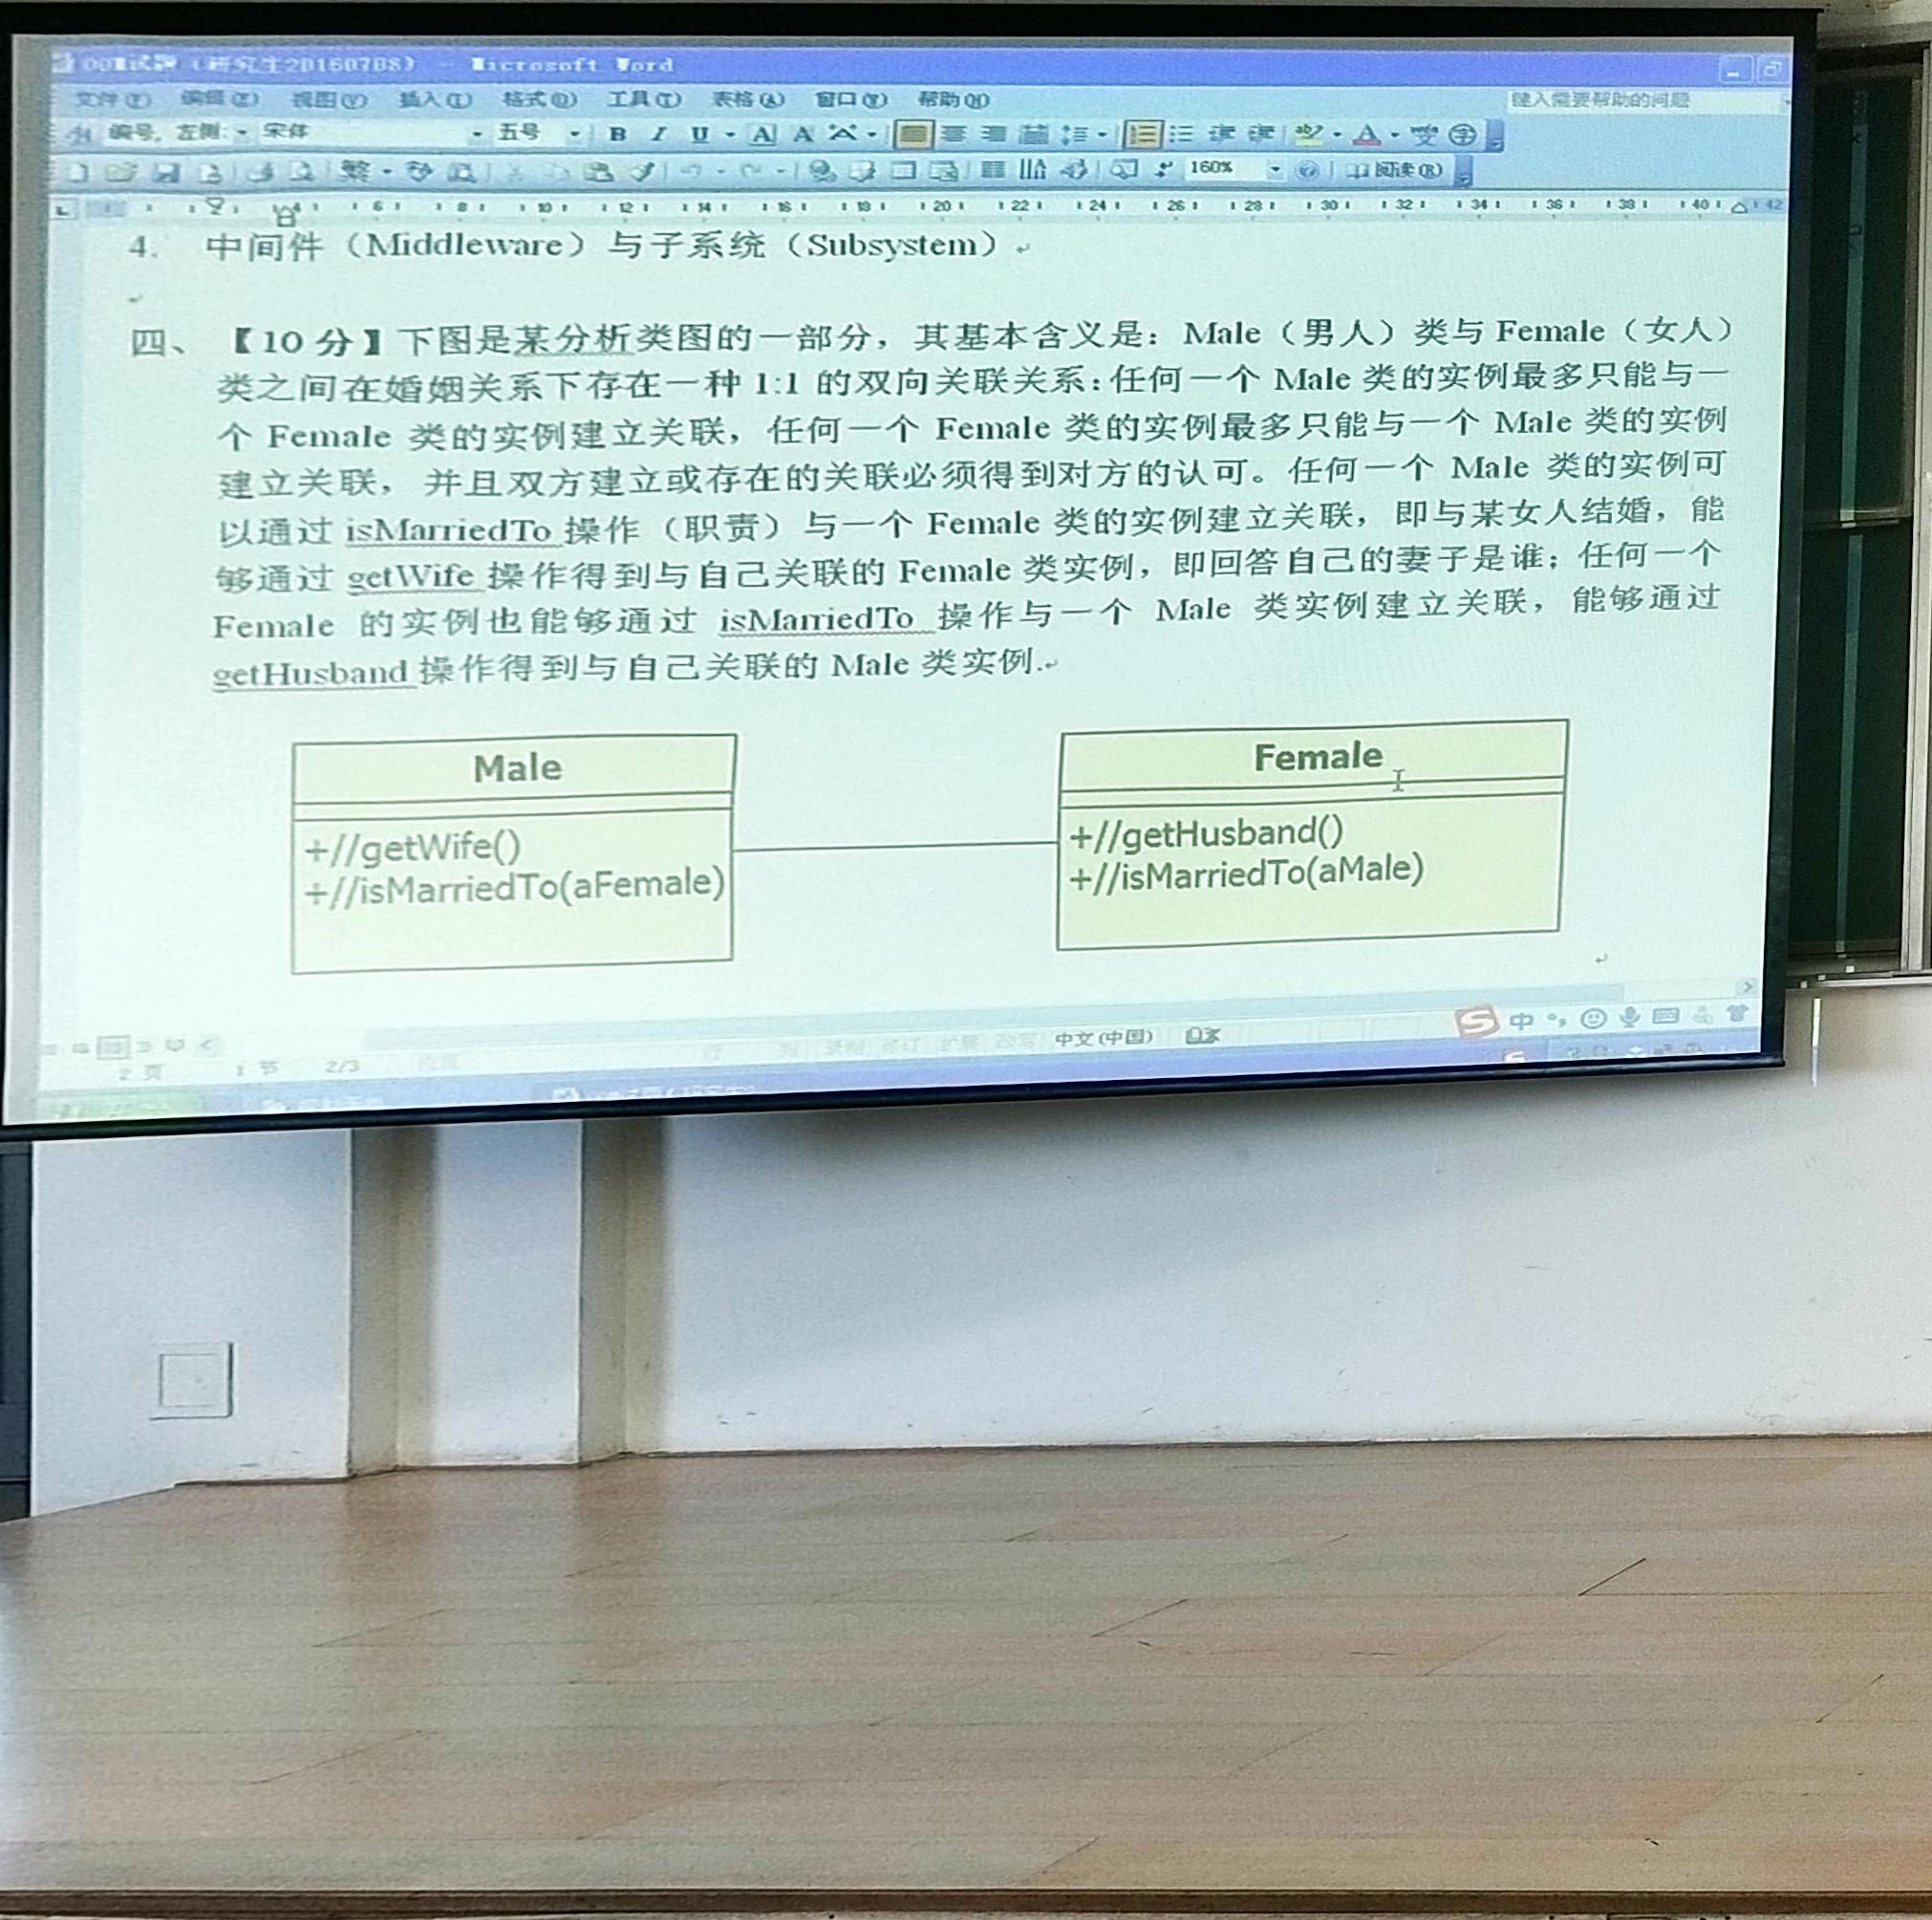 Microsoft Word
文件(F) 编辑(E) 视图(V) 插入(I) 格式(O) 工具(T) 表格(A) 窗口(W) 帮助(H) 键入需要帮助的问题
编号, 左侧: 宋体 五号 B I U A A
160% 阅读(R)
4. 中间件（Middleware）与子系统（Subsystem）
四、【10 分】下图是某分析类图的一部分，其基本含义是：Male（男人）类与 Female（女人）
类之间在婚姻关系下存在一种 1:1 的双向关联关系：任何一个 Male 类的实例最多只能与一
个 Female 类的实例建立关联，任何一个 Female 类的实例最多只能与一个 Male 类的实例
建立关联，并且双方建立或存在的关联必须得到对方的认可。任何一个 Male 类的实例可
以通过 isMarriedTo 操作（职责）与一个 Female 类的实例建立关联，即与某女人结婚，能
够通过 getWife 操作得到与自己关联的 Female 类实例，即回答自己的妻子是谁；任何一个
Female 的实例也能够通过 isMarriedTo 操作与一个 Male 类实例建立关联，能够通过
getHusband 操作得到与自己关联的 Male 类实例.
Male
+//getWife()
+//isMarriedTo(aFemale)
Female
+//getHusband()
+//isMarriedTo(aMale)
中
2 页 1 节 2/3 中文(中国)